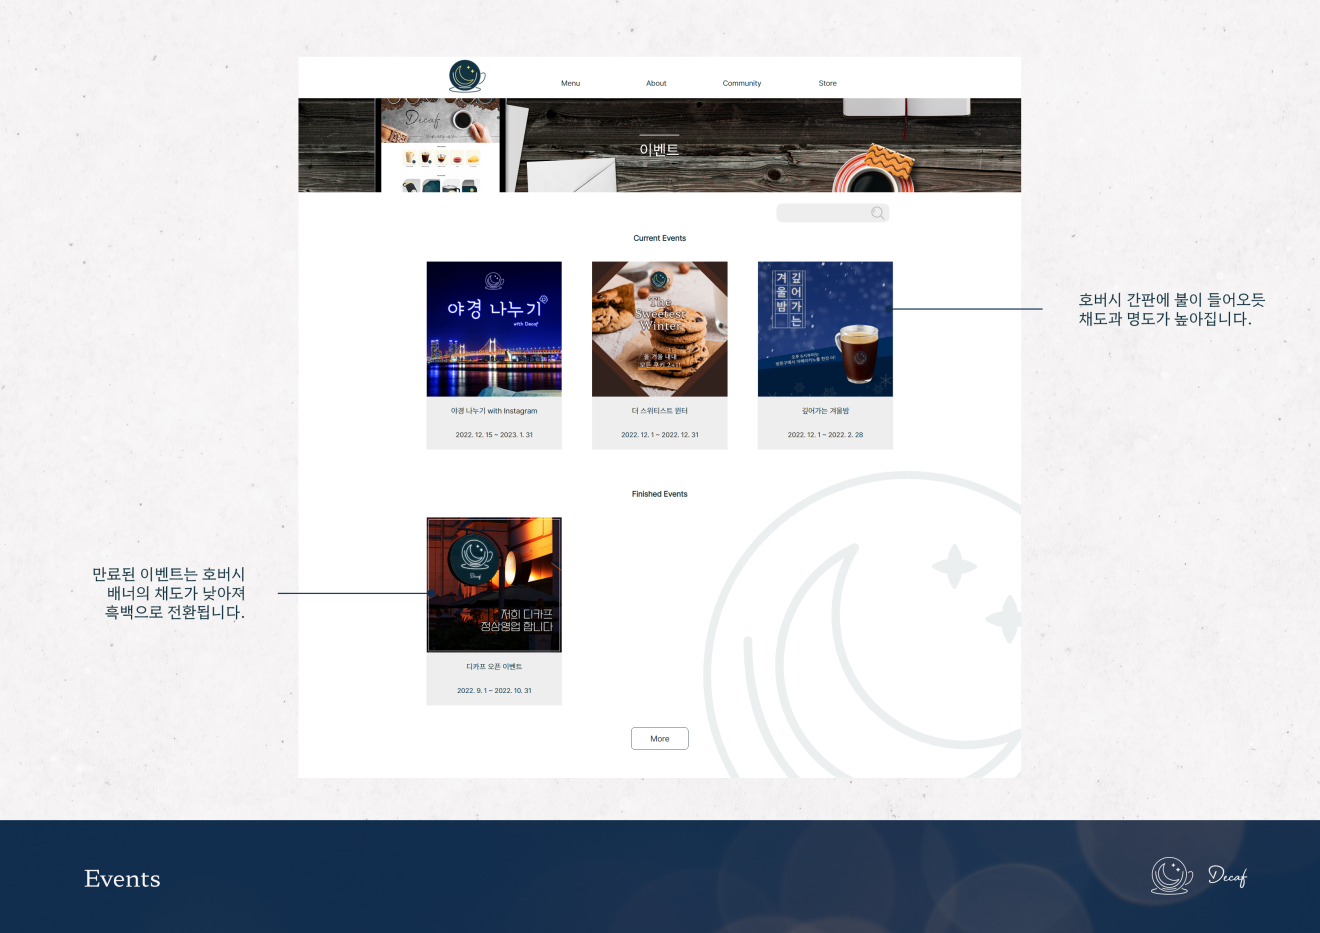 Menu
About
Community
Store
Decaf
이벤트
Current Events
야경 나누기
with Decaf
The
Sweetest
Winter
올 겨울 내내
모든 쿠키
깊어가는
겨울밤
야경 나누기 with Instagram
2022. 12. 15 ~ 2023. 1. 31
더 스위티스트 윈터
2022. 12. 1 ~ 2022. 12. 31
깊어가는 겨울밤
2022. 12. 1 ~ 2022. 2. 28
호버시 간판에 불이 들어오듯
채도과 명도가 높아집니다.
Finished Events
Decaf
저희 디카프
정상영업 합니다
디카프 오픈 이벤트
2022. 9. 1 ~ 2022. 10. 31
만료된 이벤트는 호버시
배너의 채도가 낮아져
흑백으로 전환됩니다.
More
Events
Decaf